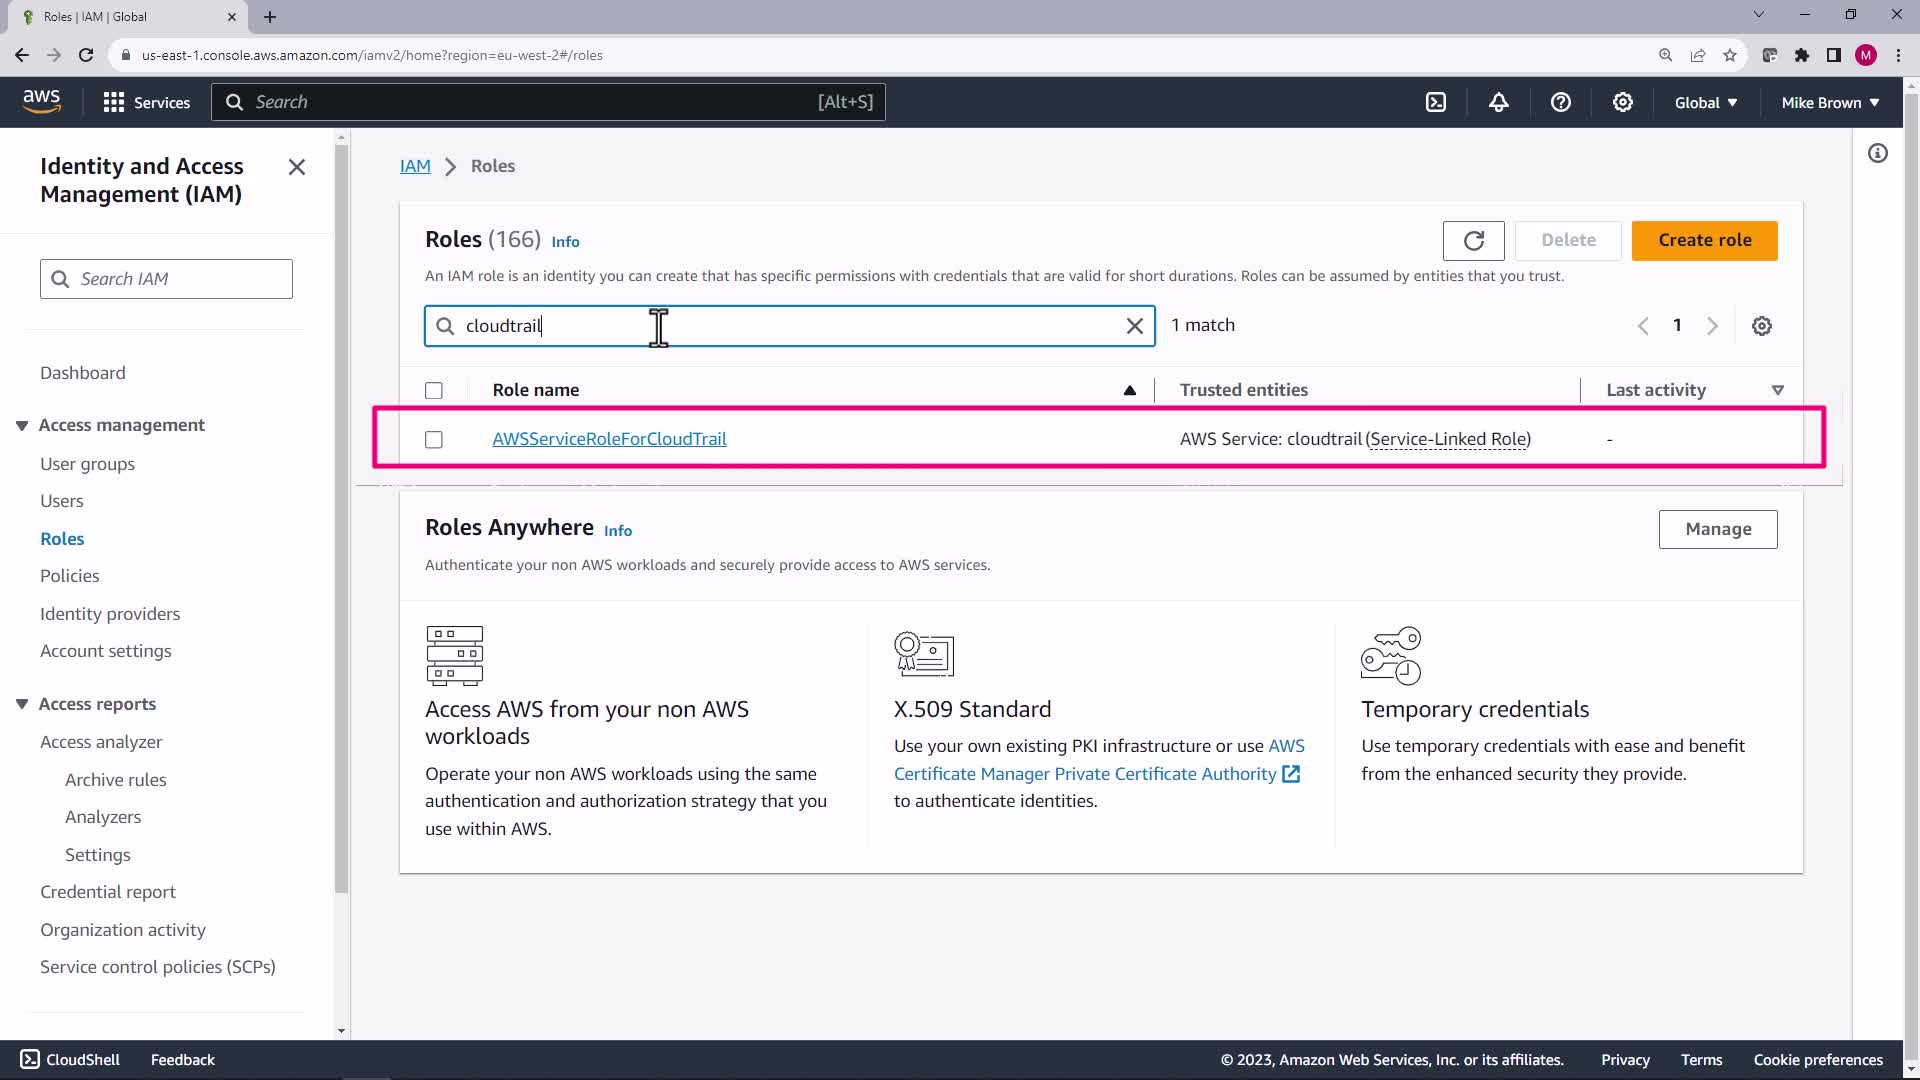 Roles | IAM | Global
us-east-1.console.aws.amazon.com/iamv2/home?region=eu-west-2#/roles
M
aws
Services
Search
[Alt+S]
Global
Mike Brown
Identity and Access
Management (IAM)
Search IAM
Dashboard
Access management
User groups
Users
Roles
Policies
Identity providers
Account settings
Access reports
Access analyzer
Archive rules
Analyzers
Settings
Credential report
Organization activity
Service control policies (SCPs)
IAM > Roles
Roles (166) Info
Delete
Create role
An IAM role is an identity you can create that has specific permissions with credentials that are valid for short durations. Roles can be assumed by entities that you trust.
cloudtrail
1 match
1
Role name
Trusted entities
Last activity
AWSServiceRoleForCloudTrail
AWS Service: cloudtrail (Service-Linked Role)
-
Roles Anywhere Info
Manage
Authenticate your non AWS workloads and securely provide access to AWS services.
Access AWS from your non AWS
workloads
Operate your non AWS workloads using the same
authentication and authorization strategy that you
use within AWS.
X.509 Standard
Use your own existing PKI infrastructure or use AWS
Certificate Manager Private Certificate Authority
to authenticate identities.
Temporary credentials
Use temporary credentials with ease and benefit
from the enhanced security they provide.
CloudShell
Feedback
© 2023, Amazon Web Services, Inc. or its affiliates.
Privacy
Terms
Cookie preferences